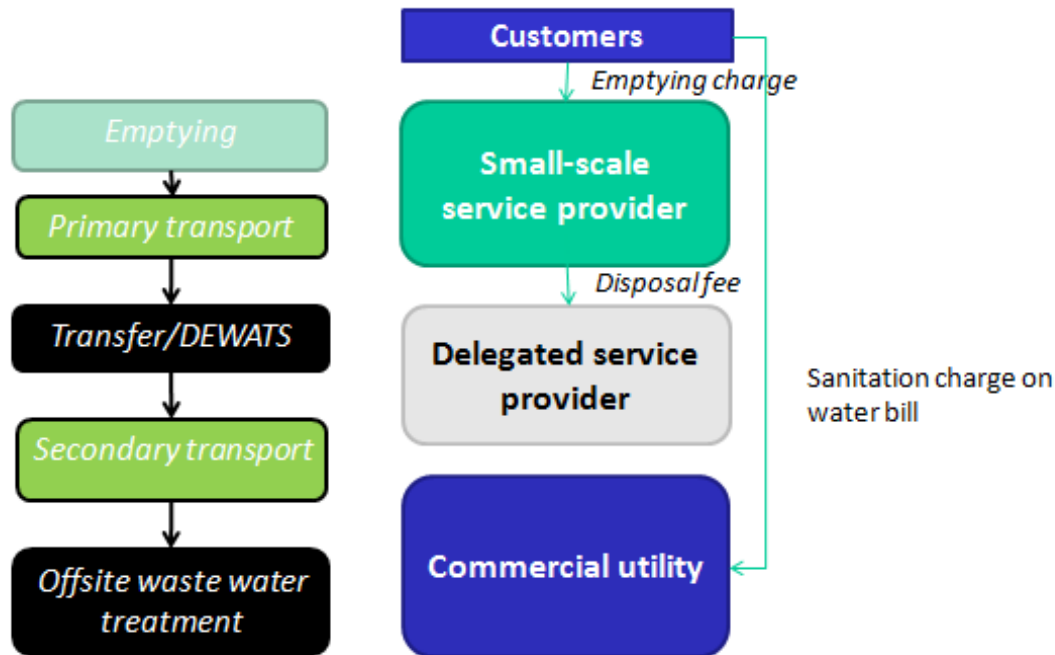 Customers
Emptying charge
Emptying
Small-scale
service provider
Primary transport
Disposal fee
Transfer/DEWATS
Delegated service
provider
Sanitation charge on
water bill
Secondary transport
Commercial utility
Offsite waste water
treatment